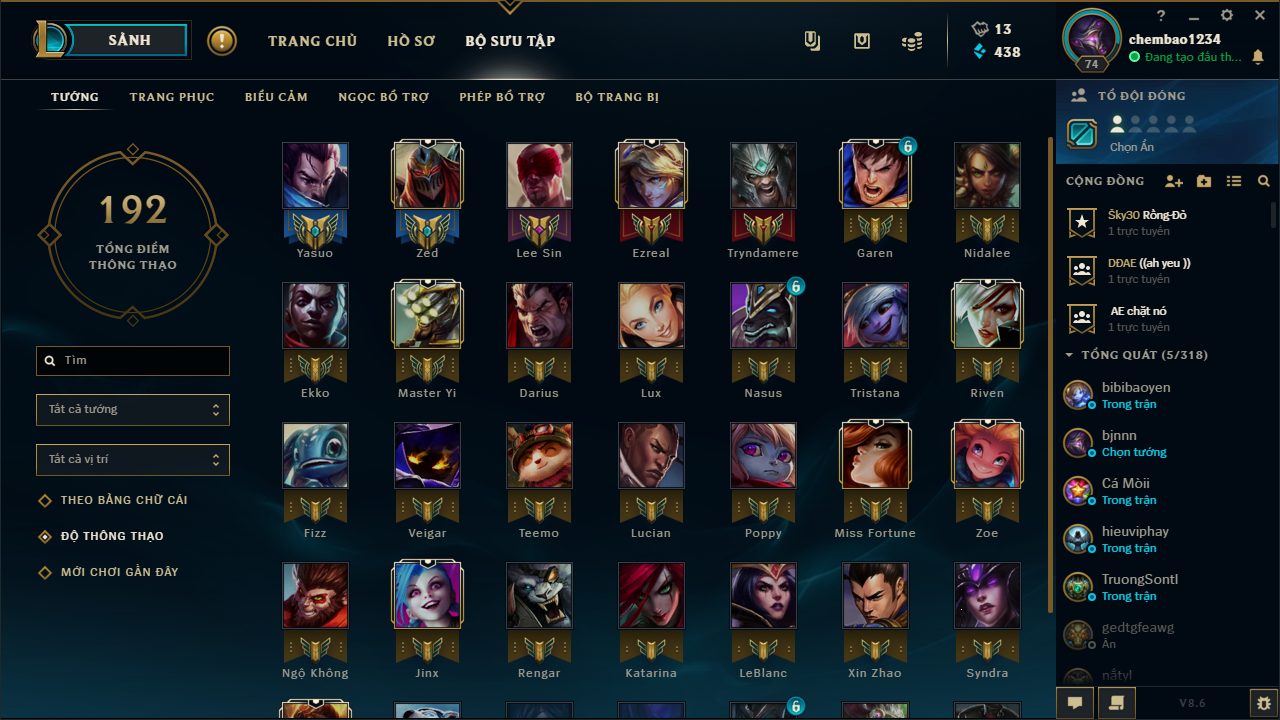 SẢNH
TRANG CHỦ
HỒ SƠ
BỘ SƯU TẬP
13
438
?
74
chembao1234
Đang tạo đấu th...
TƯỚNG
TRANG PHỤC
BIỂU CẢM
NGỌC BỔ TRỢ
PHÉP BỔ TRỢ
BỘ TRANG BỊ
192
TỔNG ĐIỂM
THÔNG THẠO
Tìm
Tất cả tướng
Tất cả vị trí
THEO BẢNG CHỮ CÁI
ĐỘ THÔNG THẠO
MỚI CHƠI GẦN ĐÂY
6
Yasuo
Zed
Lee Sin
Ezreal
Tryndamere
Garen
Nidalee
6
Ekko
Master Yi
Darius
Lux
Nasus
Tristana
Riven
Fizz
Veigar
Teemo
Lucian
Poppy
Miss Fortune
Zoe
Ngộ Không
Jinx
Rengar
Katarina
LeBlanc
Xin Zhao
Syndra
6
TỔ ĐỘI ĐÓNG
Chọn Ẩn
CỘNG ĐỒNG
Sky30 Rồng-Đỏ
1 trực tuyến
DĐAE ((ah yeu ))
1 trực tuyến
AE chặt nó
1 trực tuyến
TỔNG QUÁT (5/318)
bibibaoyen
Trong trận
bjnnn
Chọn tướng
Cá Mòii
Trong trận
hieuviphay
Trong trận
TruongSontl
Trong trận
gedtgfeawg
Ẩn
nấtyl
V8.6